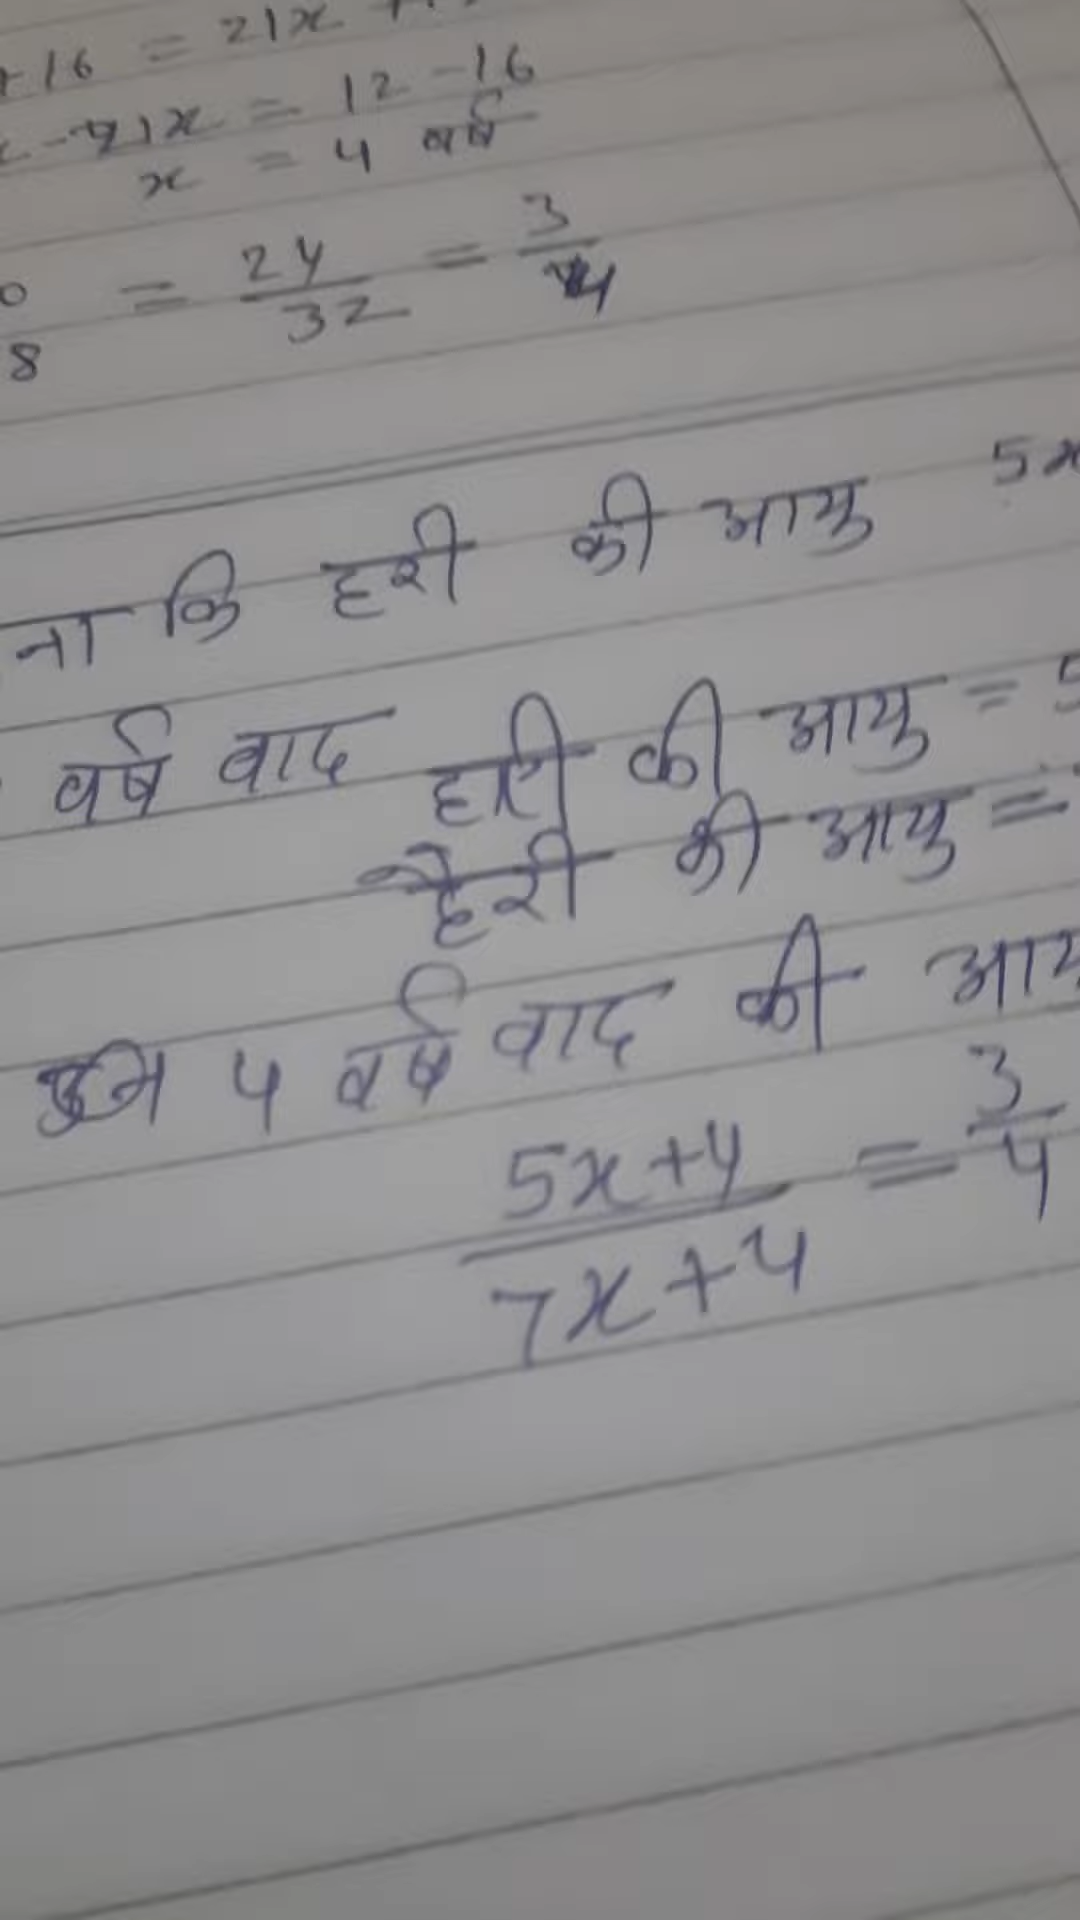 +16 = 21x
- 21x = 12 - 16
x = 4 वर्ष
= 24/32 = 3/4
8
ना कि हरी की आयु 5x
वर्ष वाद हरी की आयु = 5
हैरी की आयु =
4 वर्ष वाद की आयु
5x+4 / 7x+4 = 3/4